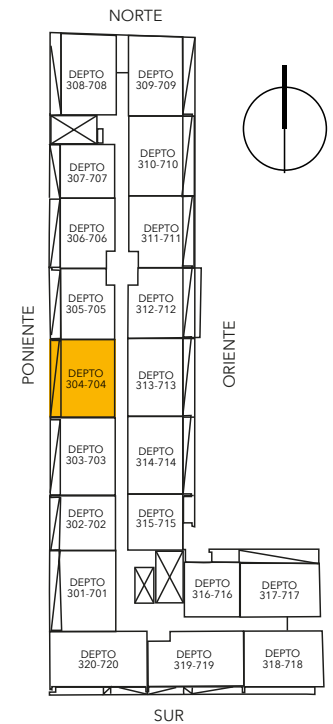 NORTE
DEPTO
308-708
DEPTO
309-709
DEPTO
310-710
DEPTO
307-707
DEPTO
306-706
DEPTO
311-711
DEPTO
305-705
DEPTO
312-712
PONIENTE
ORIENTE
DEPTO
304-704
DEPTO
313-713
DEPTO
303-703
DEPTO
314-714
DEPTO
302-702
DEPTO
315-715
DEPTO
301-701
DEPTO
316-716
DEPTO
317-717
DEPTO
320-720
DEPTO
319-719
DEPTO
318-718
SUR